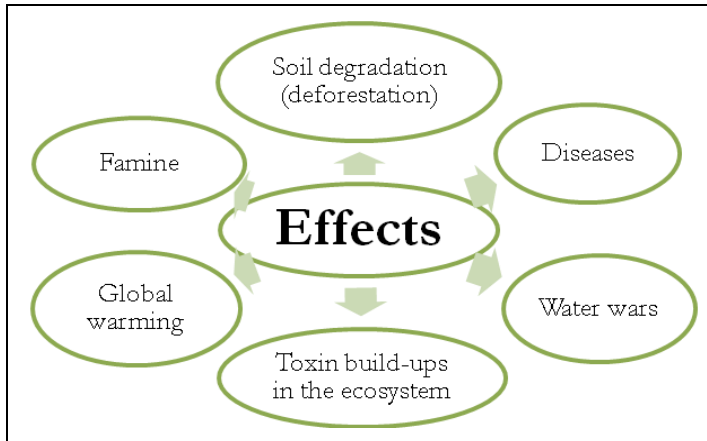 Soil degradation
(deforestation)
Famine
Diseases
Effects
Global
warming
Water wars
Toxin build-ups
in the ecosystem